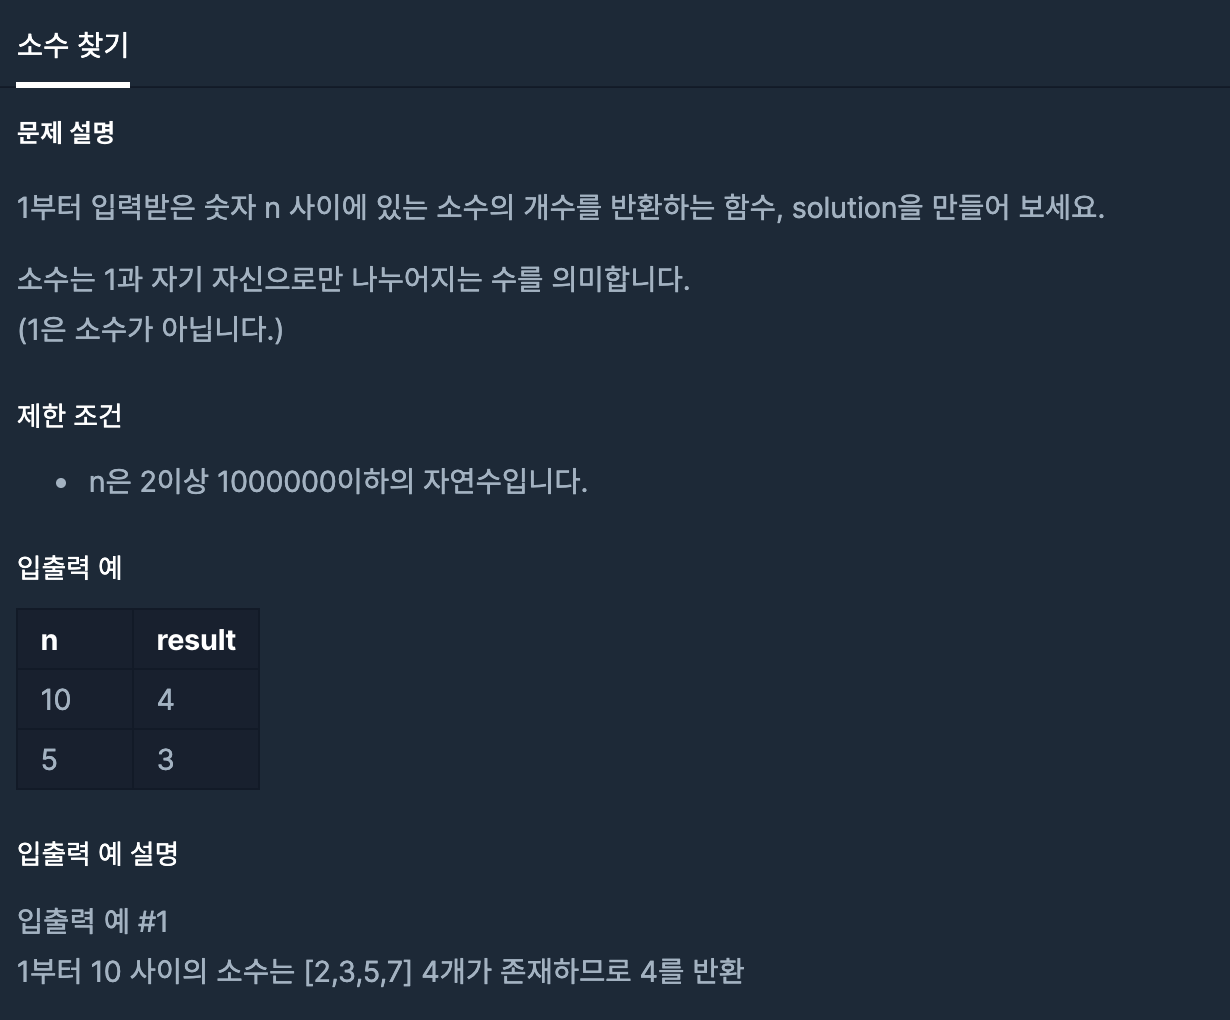 소수 찾기
문제 설명
1부터 입력받은 숫자 n 사이에 있는 소수의 개수를 반환하는 함수, solution을 만들어 보세요.
소수는 1과 자기 자신으로만 나누어지는 수를 의미합니다.
(1은 소수가 아닙니다.)
제한 조건
• n은 2이상 1000000이하의 자연수입니다.
입출력 예
n result
10 4
5 3
입출력 예 설명
입출력 예 #1
1부터 10 사이의 소수는 [2,3,5,7] 4개가 존재하므로 4를 반환